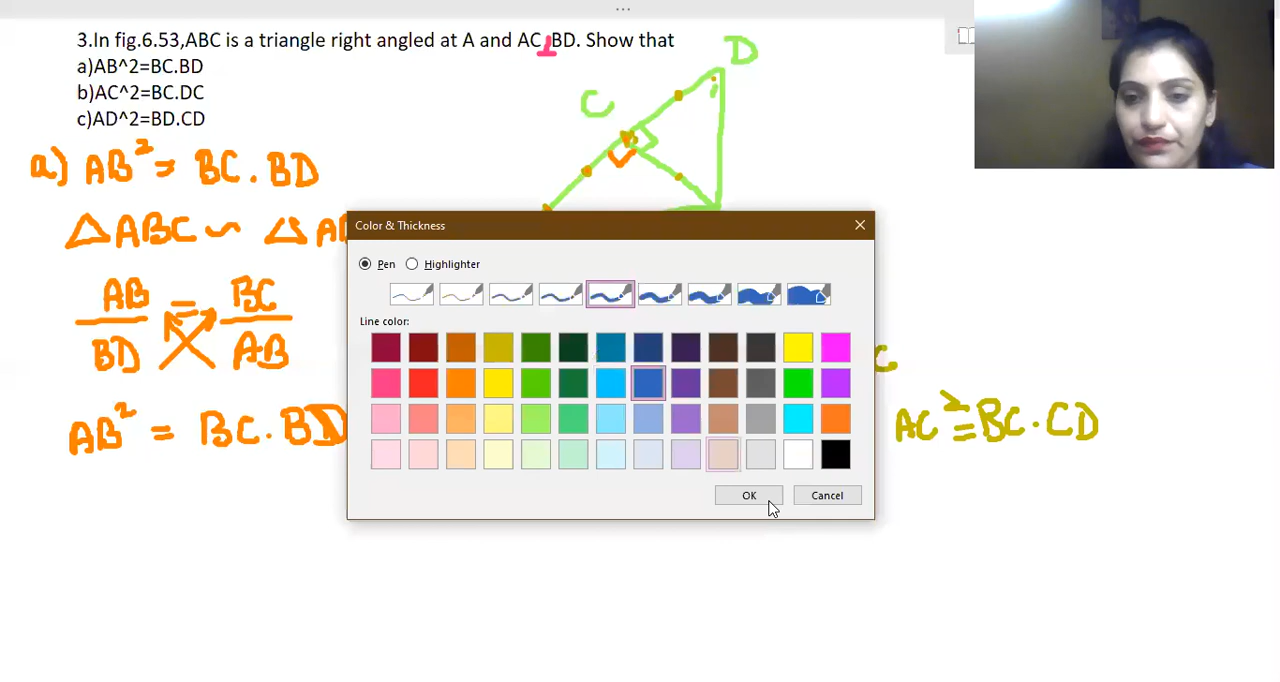 3.In fig.6.53,ABC is a triangle right angled at A and AC⊥BD. Show that
a)AB^2=BC.BD
b)AC^2=BC.DC
c)AD^2=BD.CD
D
C
a) AB² = BC.BD
△ABC ~ △A
AB/BD = BC/AB
AB² = BC.BD
C
AC² = BC.CD
Color & Thickness
Pen Highlighter
Line color:
OK Cancel